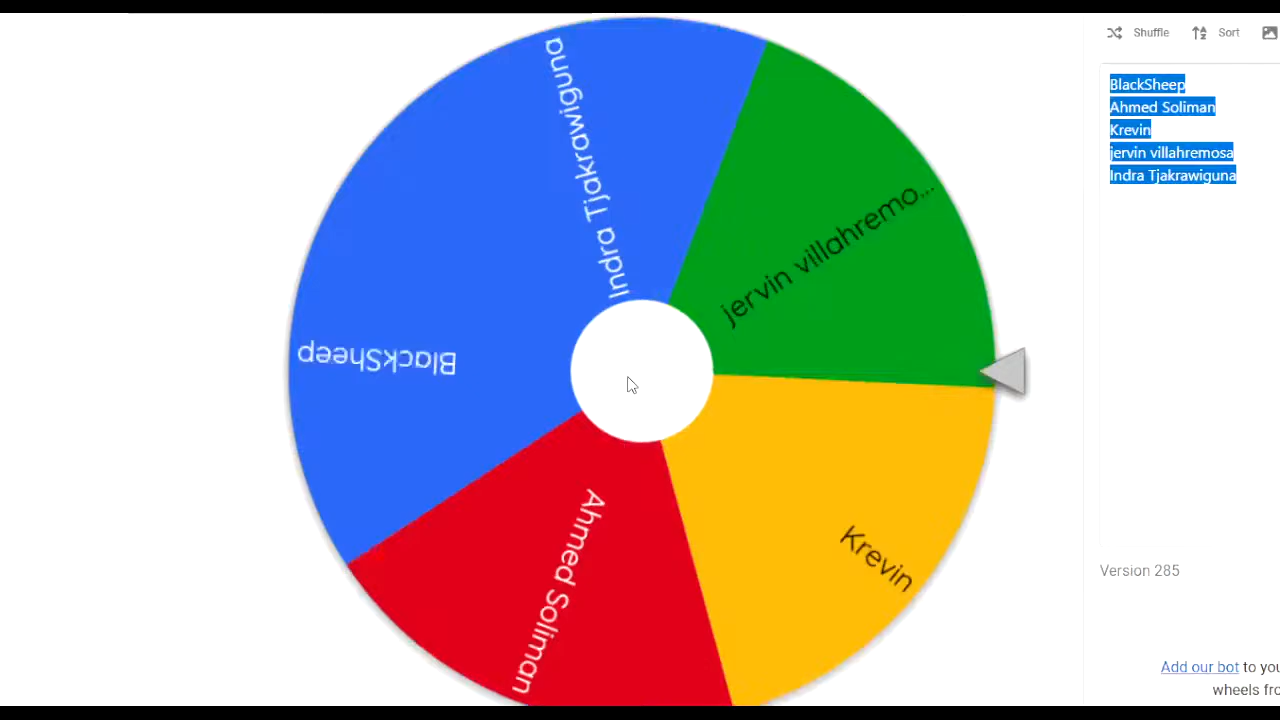 Shuffle
Sort
BlackSheep
Ahmed Soliman
Krevin
jervin villahremosa
Indra Tjakrawiguna
Indra Tjakrawiguna
jervin villahremo...
BlackSheep
Ahmed Soliman
Krevin
Version 285
Add our bot to you
wheels fro